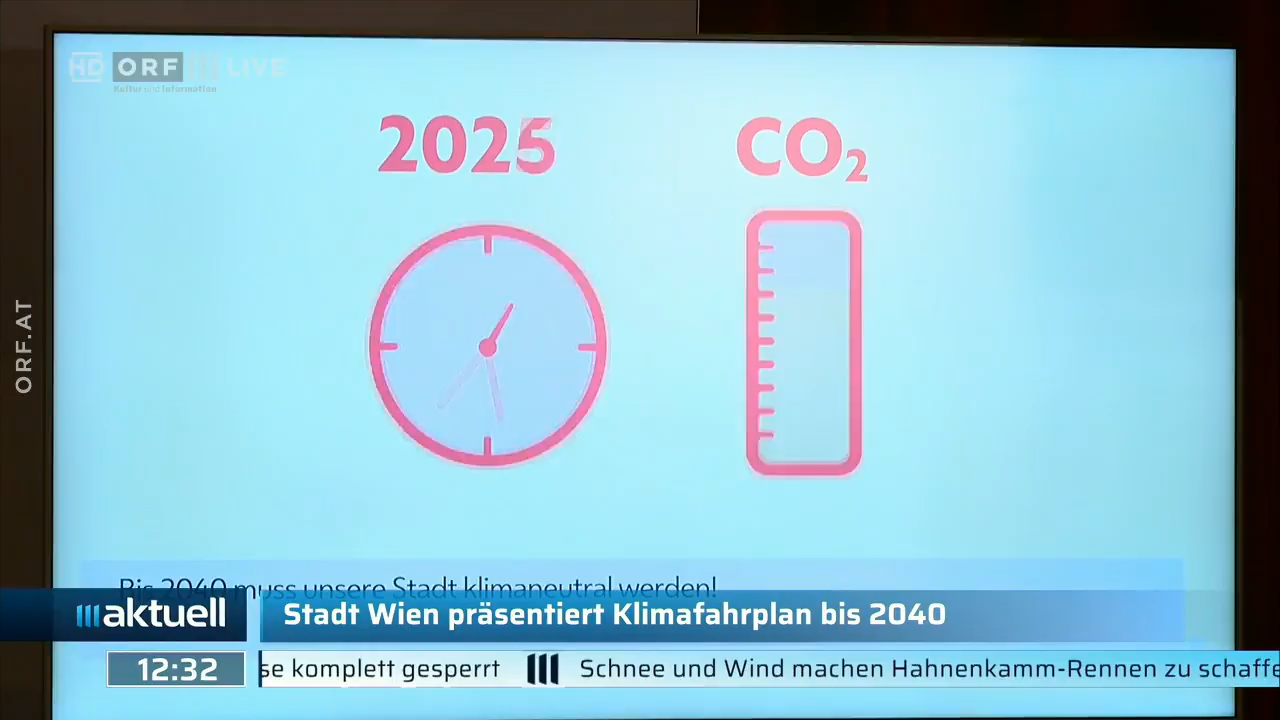 HD ORF III LIVE
Kultur und Information
2025
CO₂
ORF.AT
Bis 2040 muss unsere Stadt klimaneutral werden!
III aktuell
Stadt Wien präsentiert Klimafahrplan bis 2040
12:32
se komplett gesperrt III Schnee und Wind machen Hahnenkamm-Rennen zu schaffe